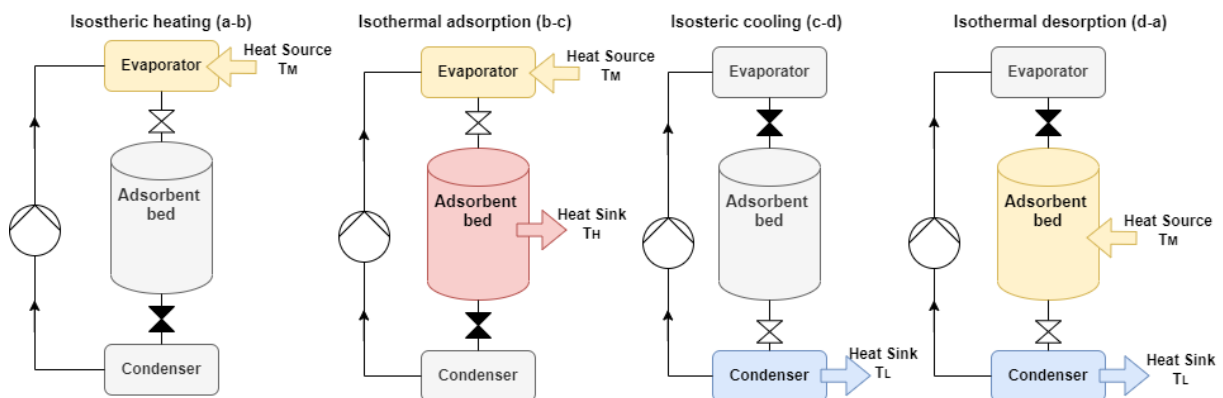 Isostheric heating (a-b)
Evaporator
Heat Source
TM
Adsorbent
bed
Condenser
Isothermal adsorption (b-c)
Evaporator
Heat Source
TM
Adsorbent
bed
Heat Sink
TH
Condenser
Isosteric cooling (c-d)
Evaporator
Adsorbent
bed
Condenser
Heat Sink
TL
Isothermal desorption (d-a)
Evaporator
Adsorbent
bed
Heat Source
TM
Condenser
Heat Sink
TL